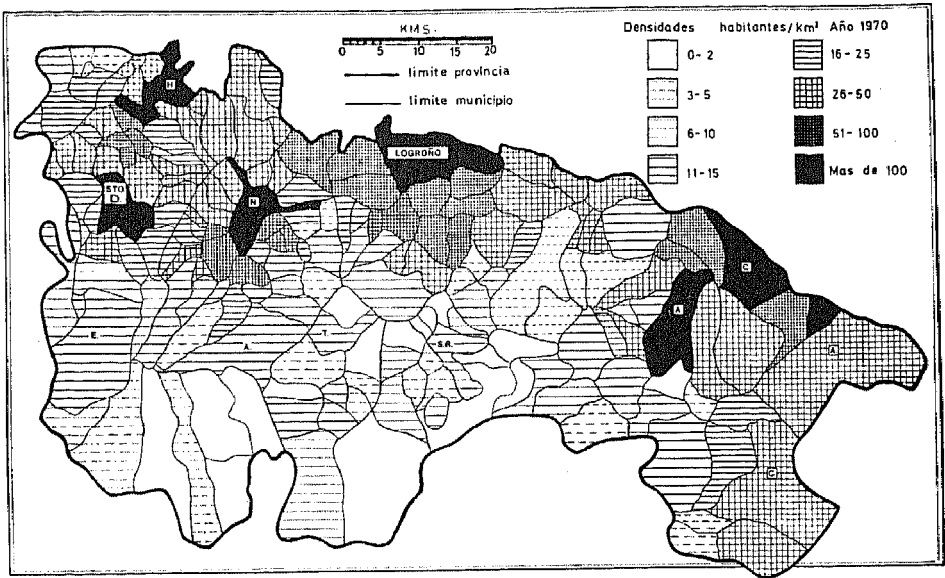 KMS.
0 5 10 15 20
límite provincia
límite municipio
Densidades habitantes/km² Año 1970
0-2
3-5
6-10
11-15
16-25
26-50
51-100
Mas de 100
H
LOGROÑO
STO
D.
N
C
A
A
E.
A.
T.
S.R.
C